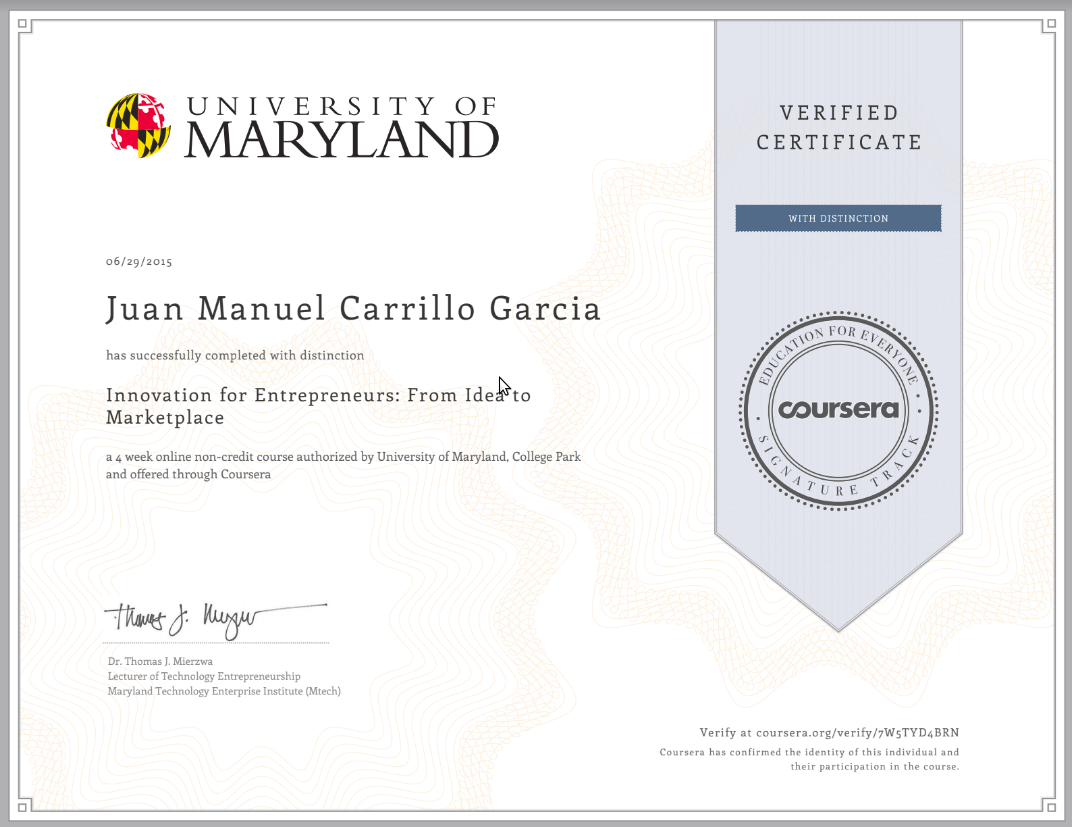 UNIVERSITY OF
MARYLAND
VERIFIED
CERTIFICATE
WITH DISTINCTION
06/29/2015
Juan Manuel Carrillo Garcia
has successfully completed with distinction
Innovation for Entrepreneurs: From Idea to
Marketplace
a 4 week online non-credit course authorized by University of Maryland, College Park
and offered through Coursera
EDUCATION FOR EVERYONE
coursera
SIGNATURE TRACK
Thomas J. Mierzwa
Dr. Thomas J. Mierzwa
Lecturer of Technology Entrepreneurship
Maryland Technology Enterprise Institute (Mtech)
Verify at coursera.org/verify/7W5TYD4BRN
Coursera has confirmed the identity of this individual and
their participation in the course.